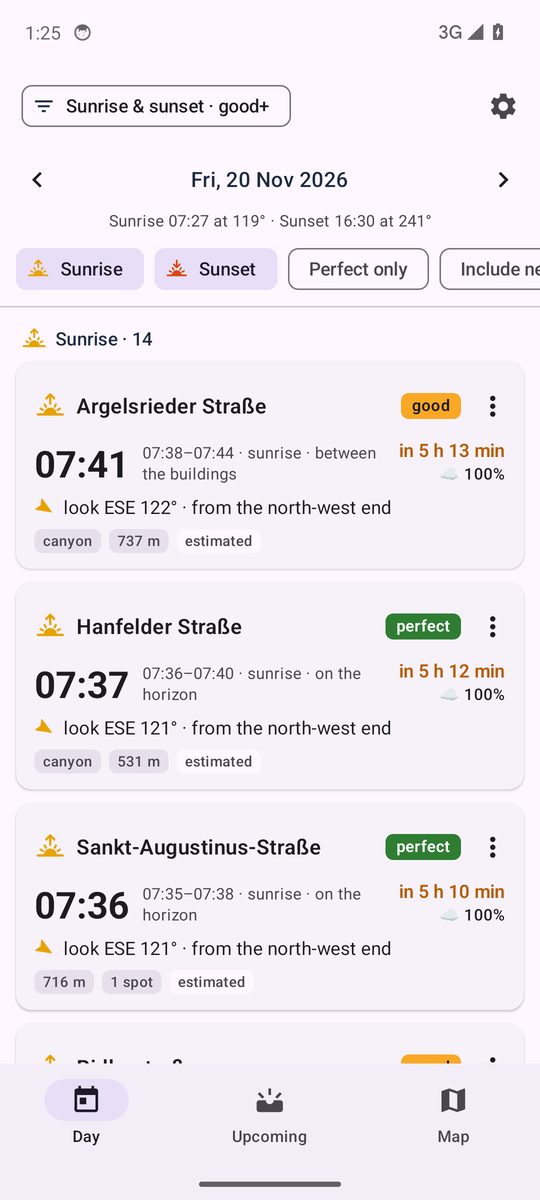 1:25
3G
Sunrise & sunset · good+
Fri, 20 Nov 2026
Sunrise 07:27 at 119° · Sunset 16:30 at 241°
Sunrise
Sunset
Perfect only
Include
Sunrise · 14
Argelsrieder Straße
good
07:41
07:38–07:44 · sunrise · between
the buildings
in 5 h 13 min
☁️ 100%
look ESE 122° · from the north-west end
canyon
737 m
estimated
Hanfelder Straße
perfect
07:37
07:36–07:40 · sunrise · on the
horizon
in 5 h 12 min
☁️ 100%
look ESE 121° · from the north-west end
canyon
531 m
estimated
Sankt-Augustinus-Straße
perfect
07:36
07:35–07:38 · sunrise · on the
horizon
in 5 h 10 min
☁️ 100%
look ESE 121° · from the north-west end
716 m
1 spot
estimated
Day
Upcoming
Map